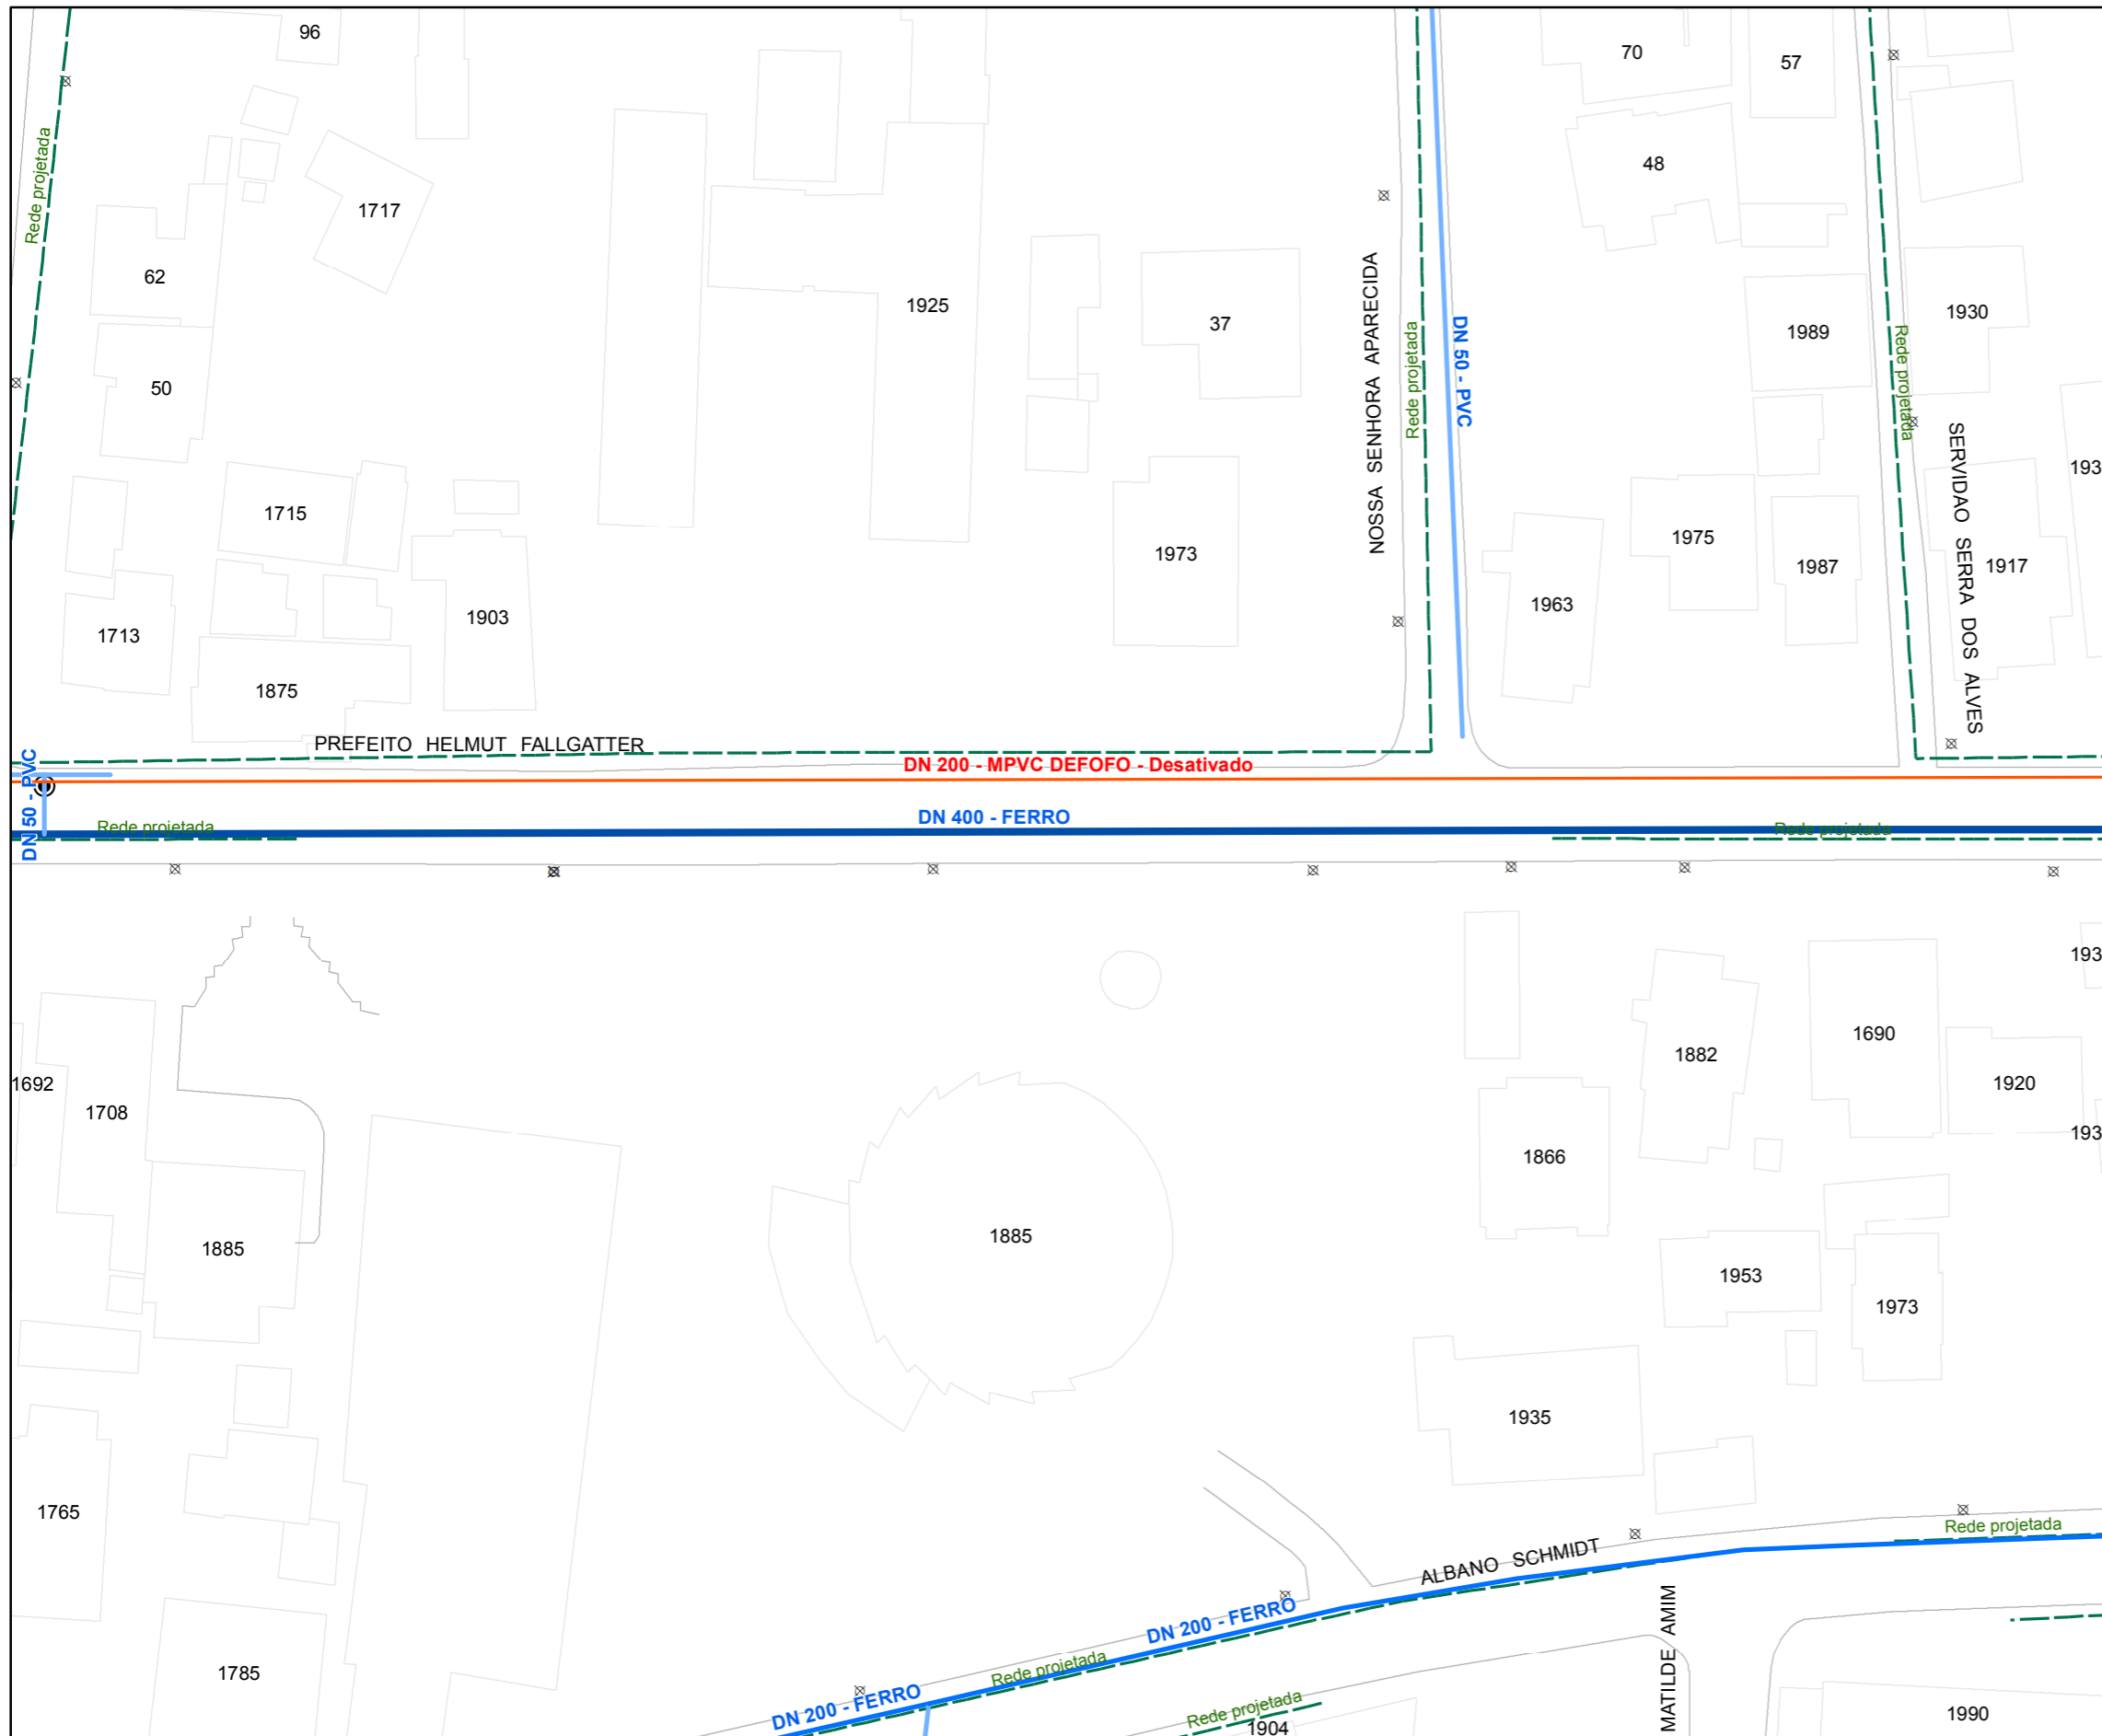 96
70
57
Rede projetada
48
1717
62
1925
37
NOSSA SENHORA APARECIDA
Rede projetada
DN 50 - PVC
1989
Rede projetada
1930
50
1715
1973
1975
1987
SERVIDAO SERRA DOS ALVES
193
1917
1963
1903
1713
1875
PREFEITO HELMUT FALLGATTER
DN 200 - MPVC DEFOFO - Desativado
DN 50 - PVC
DN 400 - FERRO
Rede projetada
Rede projetada
193
1692
1708
1882
1690
1920
193
1866
1885
1885
1953
1973
1935
1765
Rede projetada
ALBANO SCHMIDT
DN 200 - FERRO
MATILDE AMIM
Rede projetada
1785
DN 200 - FERRO
Rede projetada
1904
1990